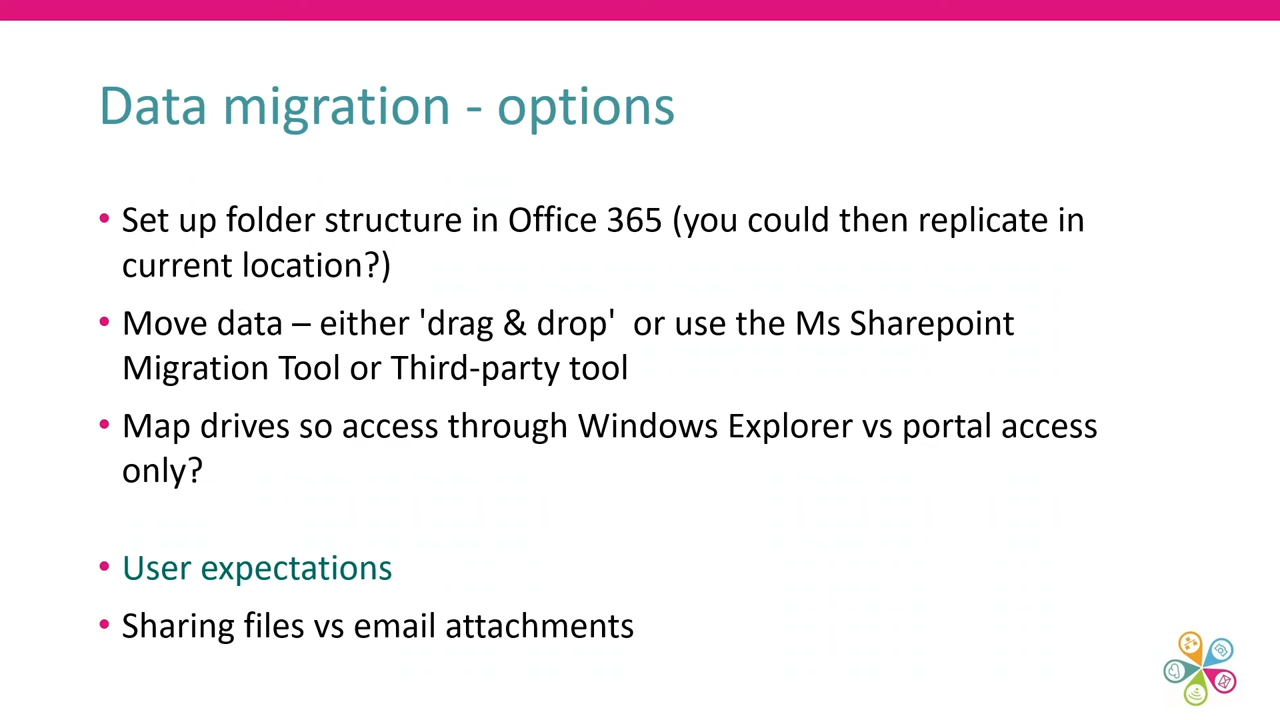 Data migration - options
• Set up folder structure in Office 365 (you could then replicate in
current location?)
• Move data – either 'drag & drop'  or use the Ms Sharepoint
Migration Tool or Third-party tool
• Map drives so access through Windows Explorer vs portal access
only?
• User expectations
• Sharing files vs email attachments